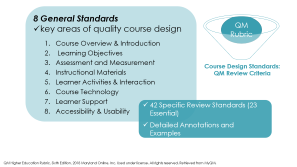 8 General Standards
✓key areas of quality course design
1. Course Overview & Introduction
2. Learning Objectives
3. Assessment and Measurement
4. Instructional Materials
5. Learner Activities & Interaction
6. Course Technology
7. Learner Support
8. Accessibility & Usability
QM
Rubric
Course Design Standards:
QM Review Criteria
✓ 42 Specific Review Standards (23
Essential)
✓ Detailed Annotations and
Examples
QM Higher Education Rubric, Sixth Edition, 2018 Maryland Online, Inc. Used under license. All rights reserved. Retrieved from MyQM